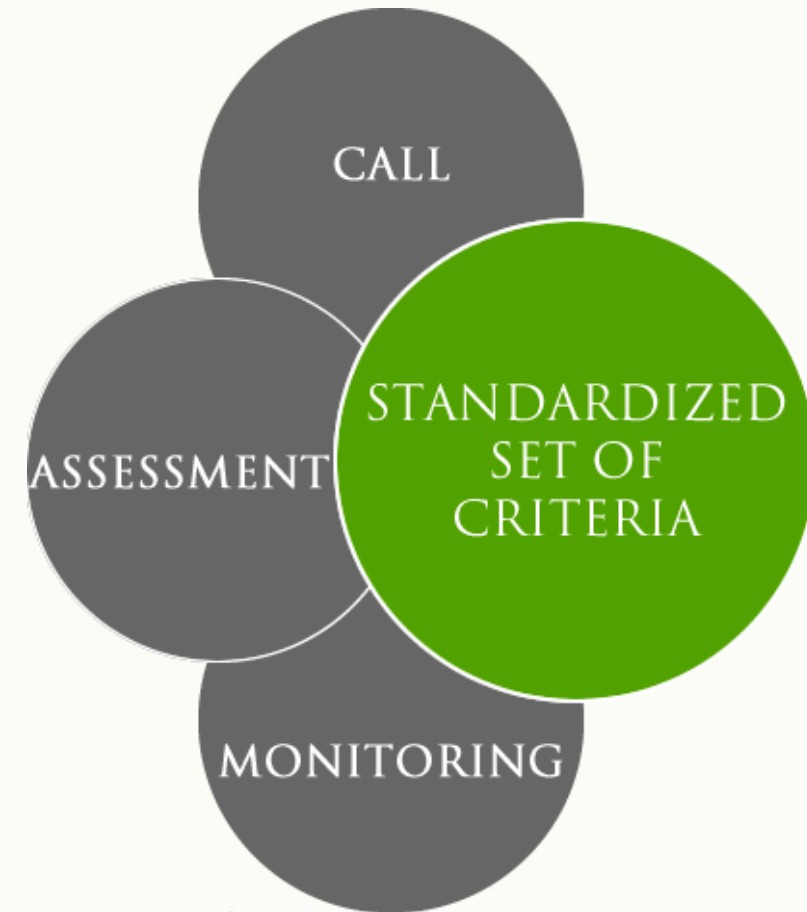 CALL
STANDARDIZED
SET OF
CRITERIA
ASSESSMENT
MONITORING